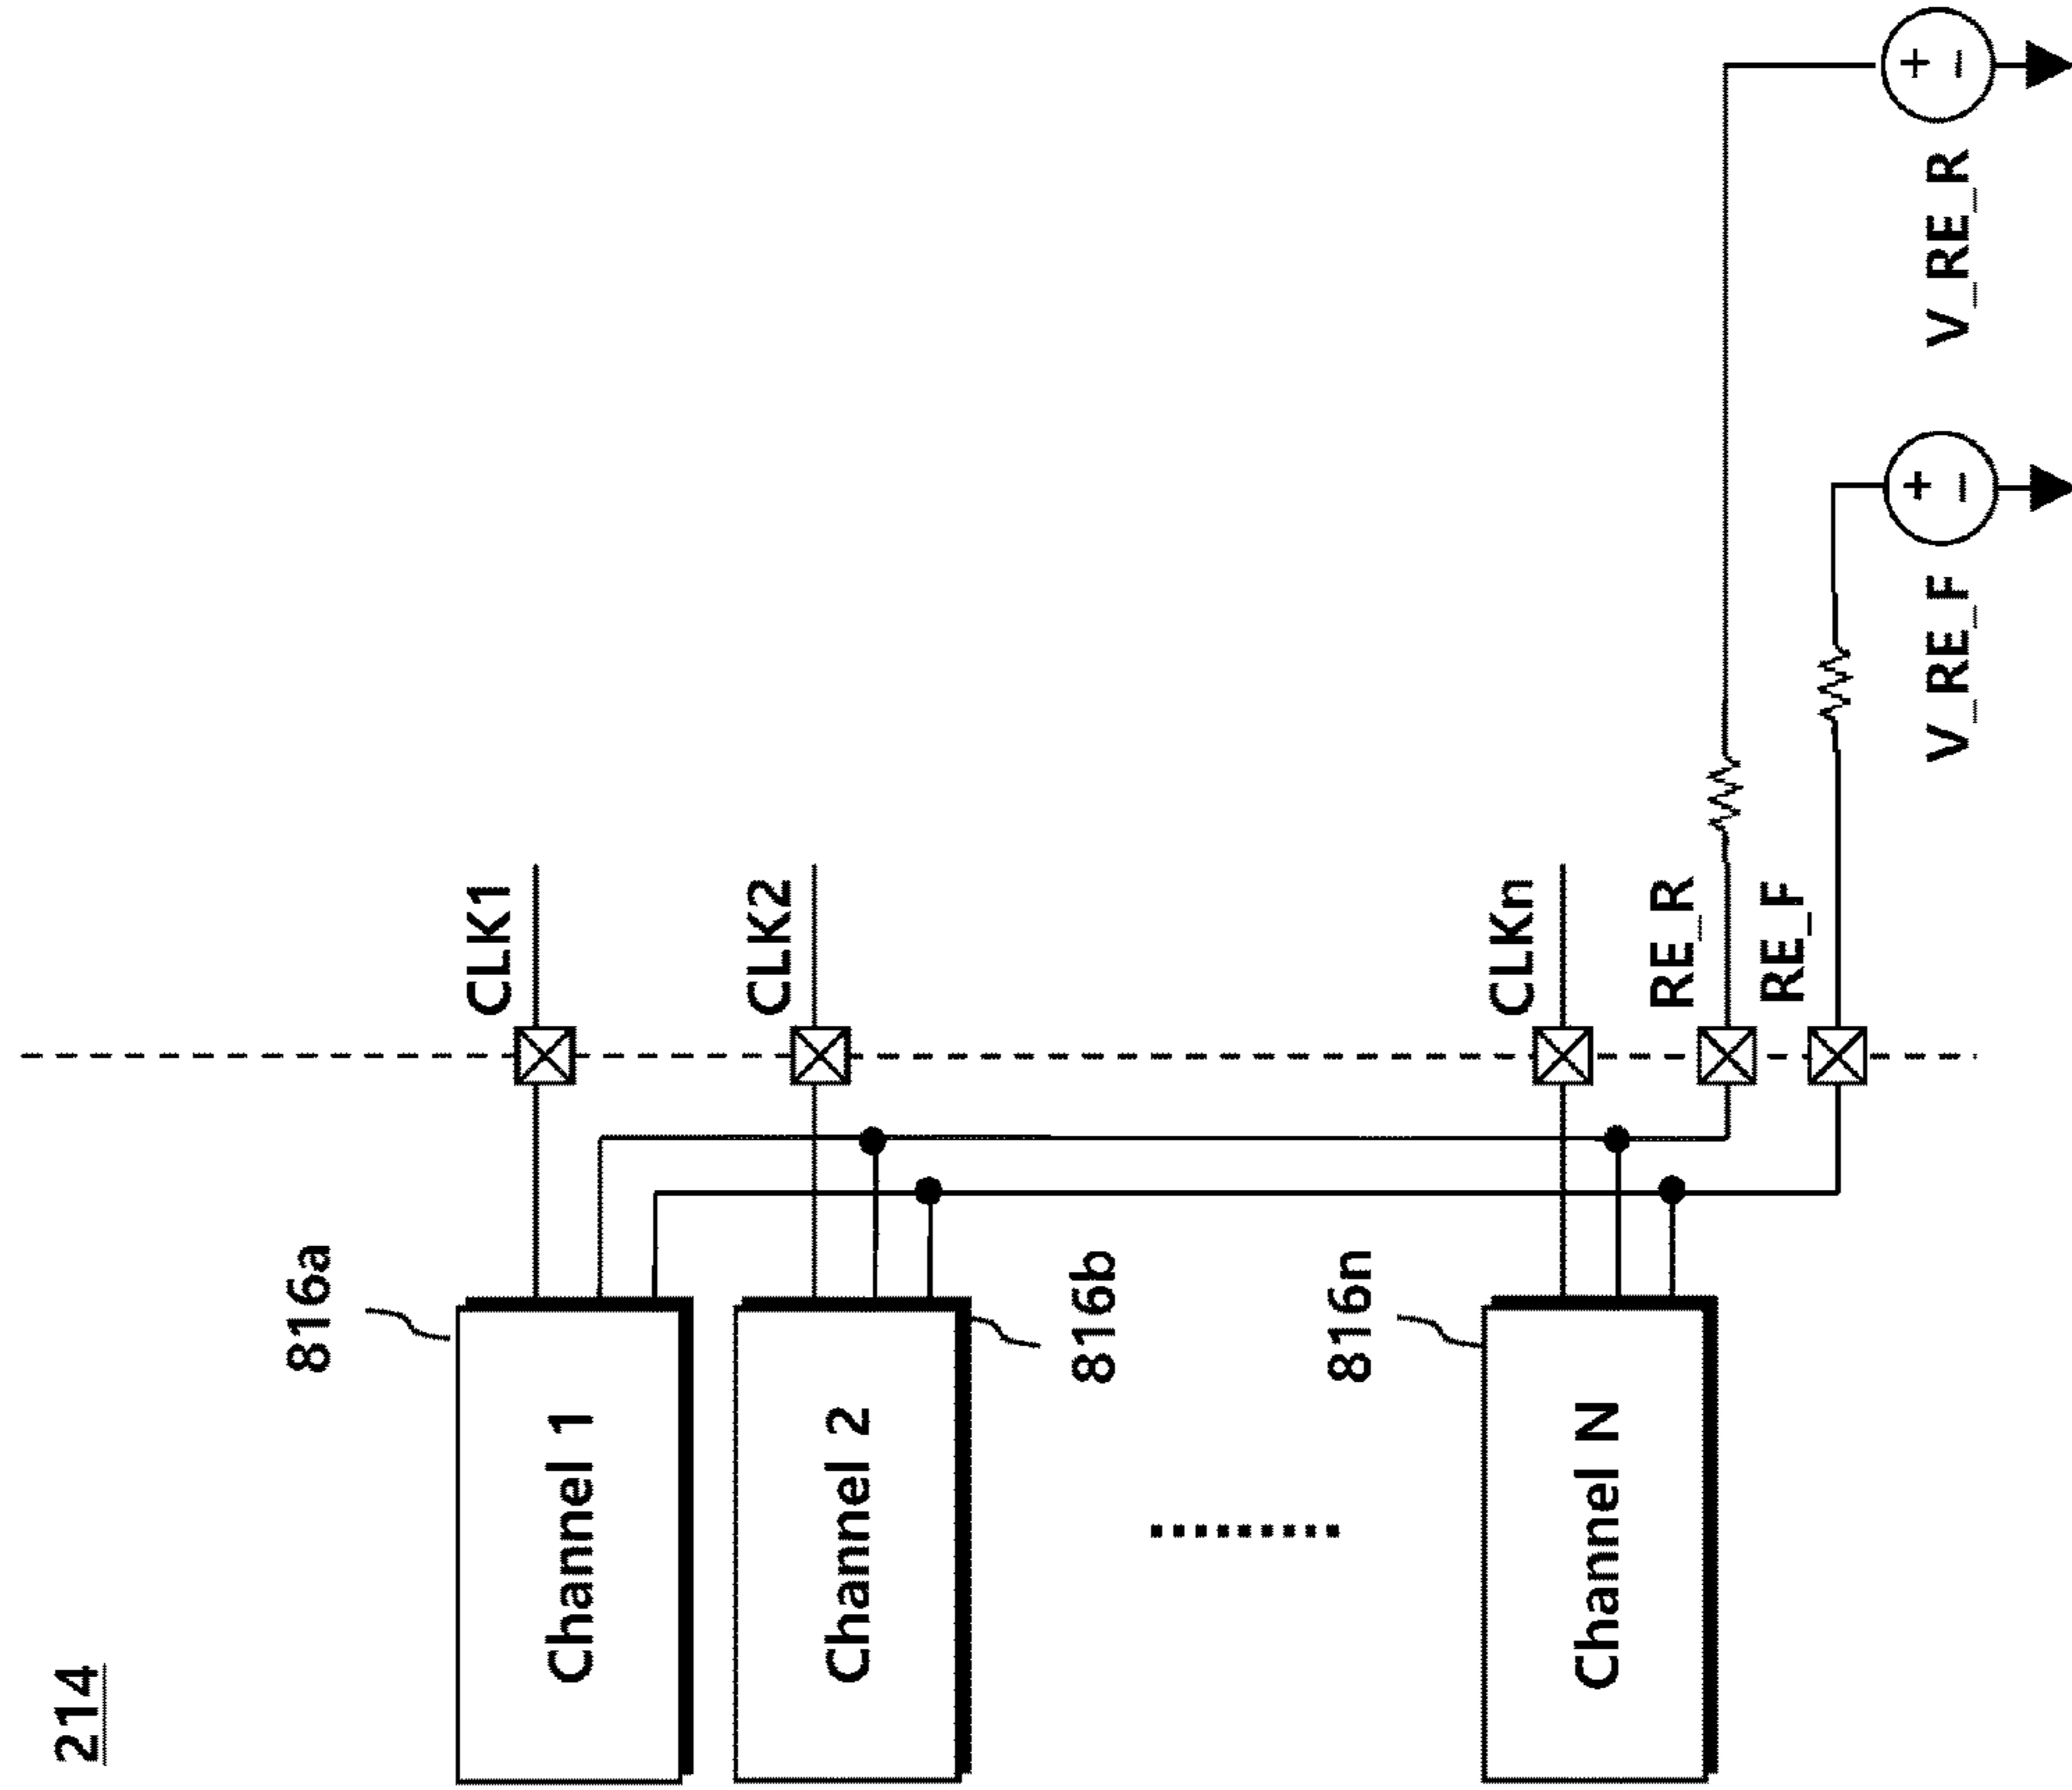 214
Channel 1
816a
CLK1
Channel 2
816b
CLK2
Channel N
816n
CLKn
RE_R
RE_F
V_RE_F
+
−
V_RE_R
+
−